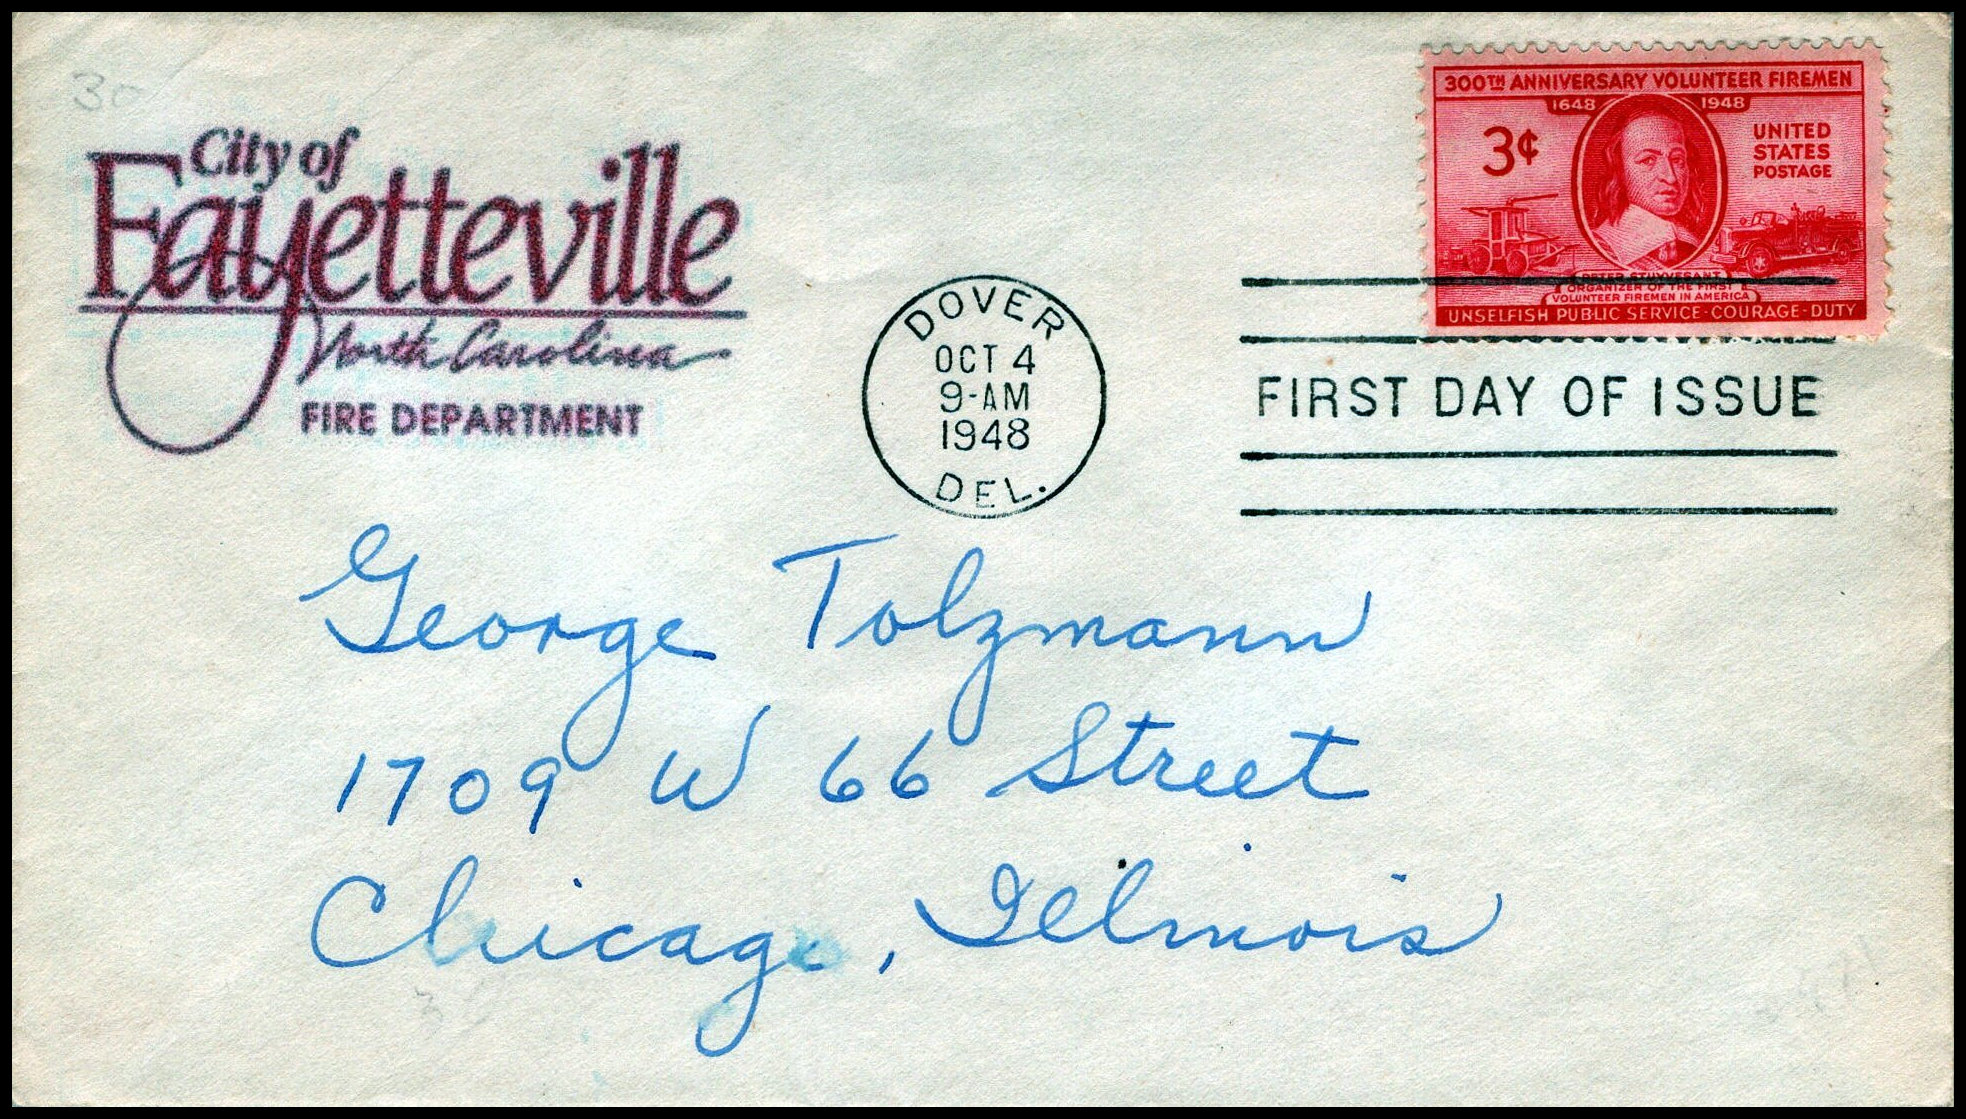 30
City of
Fayetteville
North Carolina
FIRE DEPARTMENT
300TH ANNIVERSARY VOLUNTEER FIREMEN
1648 1948
3¢
UNITED
STATES
POSTAGE
PETER STUYVESANT
ORGANIZER OF THE FIRST
VOLUNTEER FIREMEN IN AMERICA
UNSELFISH PUBLIC SERVICE-COURAGE-DUTY
DOVER
OCT 4
9-AM
1948
DEL.
FIRST DAY OF ISSUE
George Tolzmann
1709 W 66 Street
Chicago, Illinois